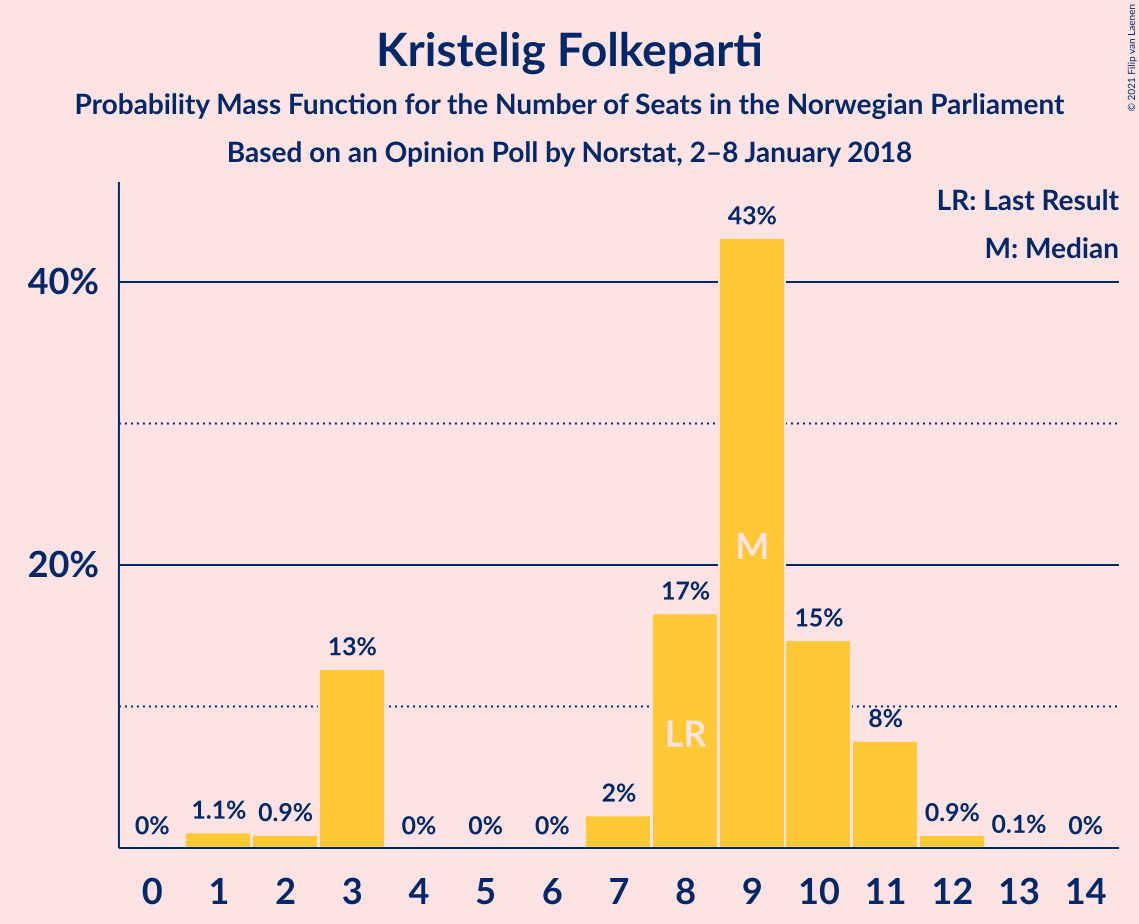 © 2021 Filip van Laenen
Kristelig Folkeparti
Probability Mass Function for the Number of Seats in the Norwegian Parliament
Based on an Opinion Poll by Norstat, 2–8 January 2018
LR: Last Result
M: Median
43%
40%
M
20%
17%
15%
13%
8%
LR
2%
1.1%
0.9%
0%
0%
0%
0%
0.9%
0.1%
0%
0 1 2 3 4 5 6 7 8 9 10 11 12 13 14